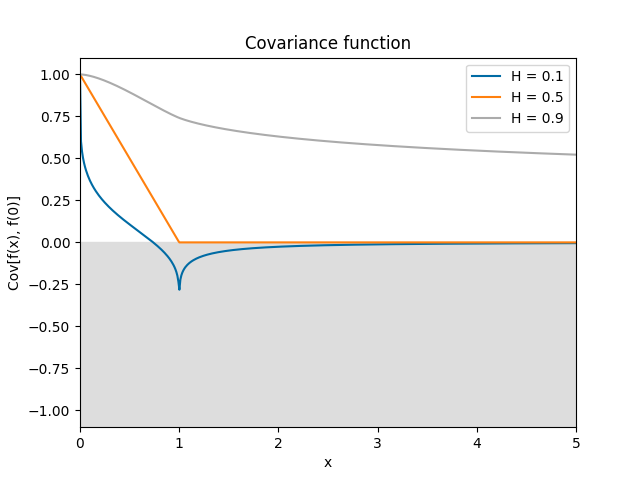 Covariance function
H = 0.1
H = 0.5
H = 0.9
Cov[f(x), f(0)]
1.00
0.75
0.50
0.25
0.00
−0.25
−0.50
−0.75
−1.00
0 1 2 3 4 5
x